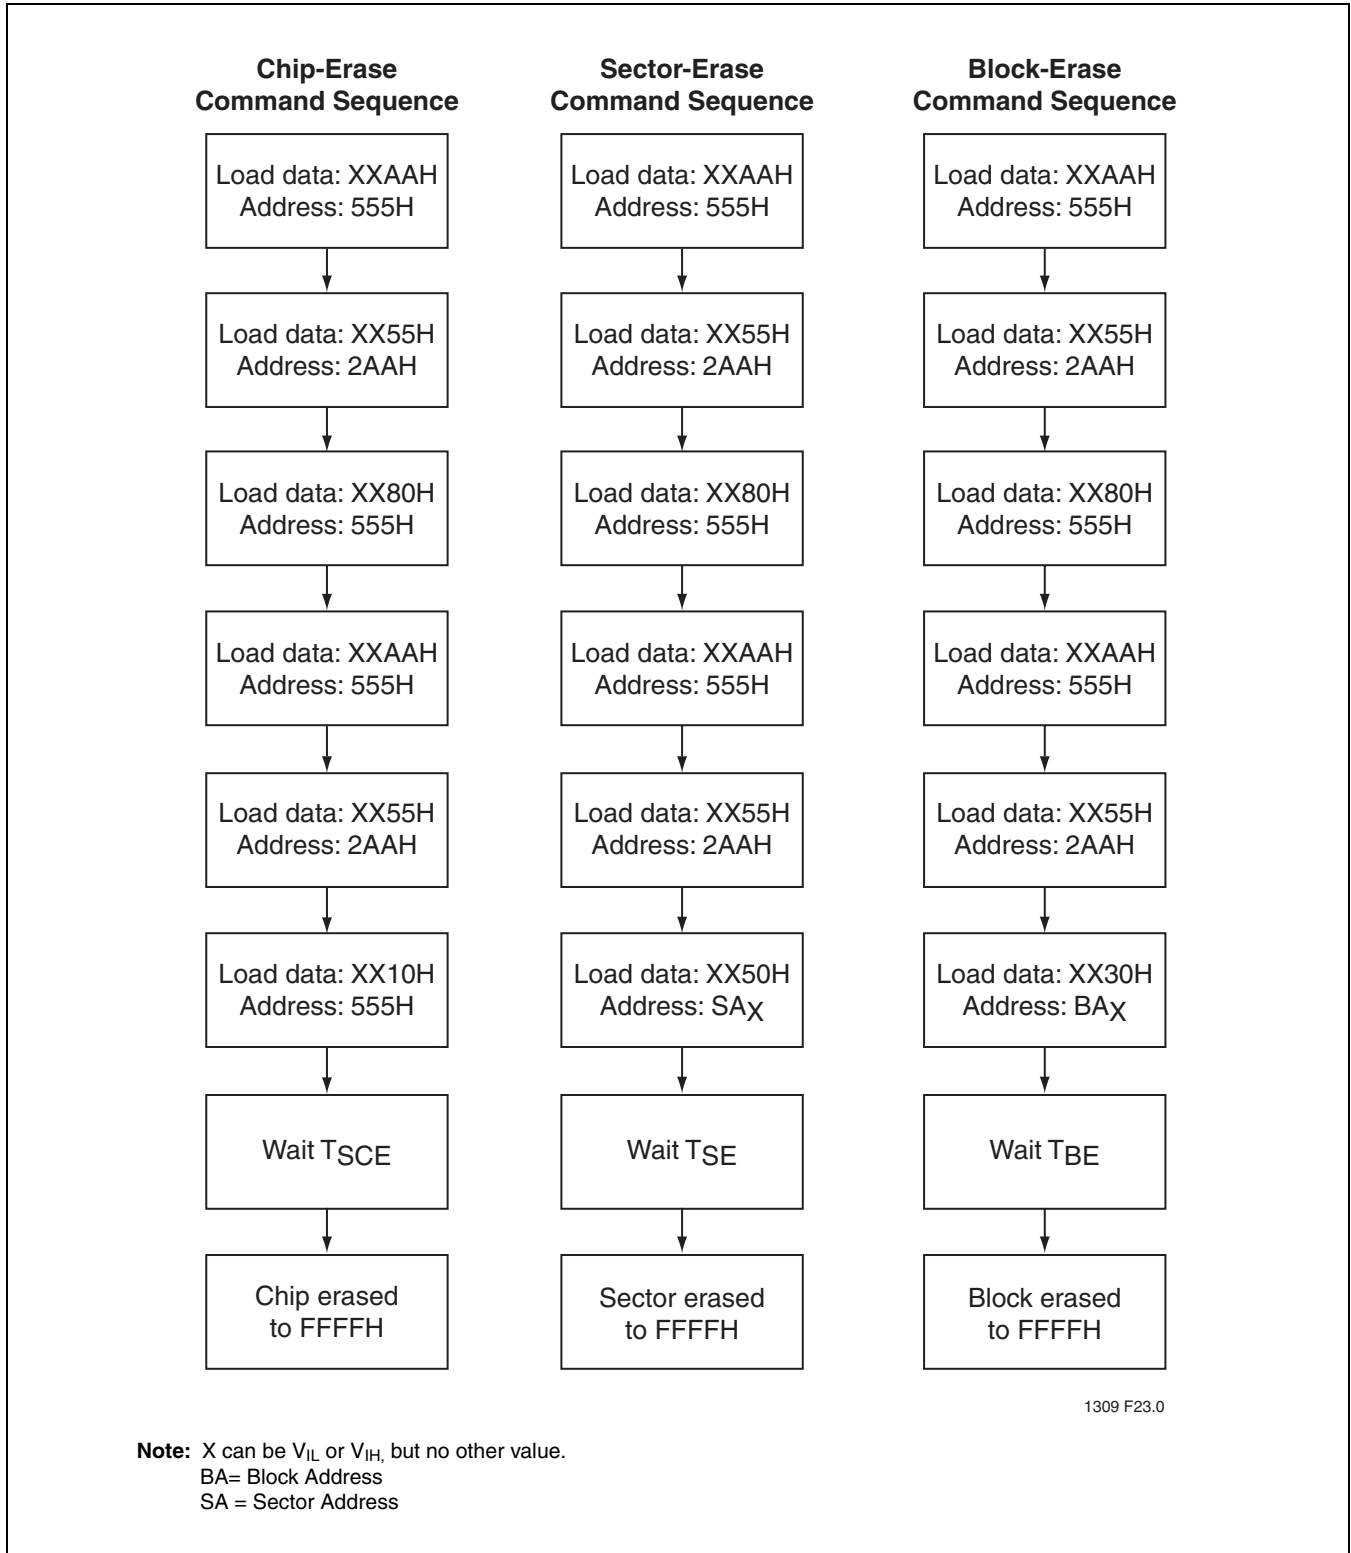 Chip-Erase
Command Sequence
Load data: XXAAH
Address: 555H
Load data: XX55H
Address: 2AAH
Load data: XX80H
Address: 555H
Load data: XXAAH
Address: 555H
Load data: XX55H
Address: 2AAH
Load data: XX10H
Address: 555H
Wait TSCE
Chip erased
to FFFFH
Sector-Erase
Command Sequence
Load data: XXAAH
Address: 555H
Load data: XX55H
Address: 2AAH
Load data: XX80H
Address: 555H
Load data: XXAAH
Address: 555H
Load data: XX55H
Address: 2AAH
Load data: XX50H
Address: SAX
Wait TSE
Sector erased
to FFFFH
Block-Erase
Command Sequence
Load data: XXAAH
Address: 555H
Load data: XX55H
Address: 2AAH
Load data: XX80H
Address: 555H
Load data: XXAAH
Address: 555H
Load data: XX55H
Address: 2AAH
Load data: XX30H
Address: BAX
Wait TBE
Block erased
to FFFFH
1309 F23.0
Note: X can be VIL or VIH, but no other value.
BA= Block Address
SA = Sector Address